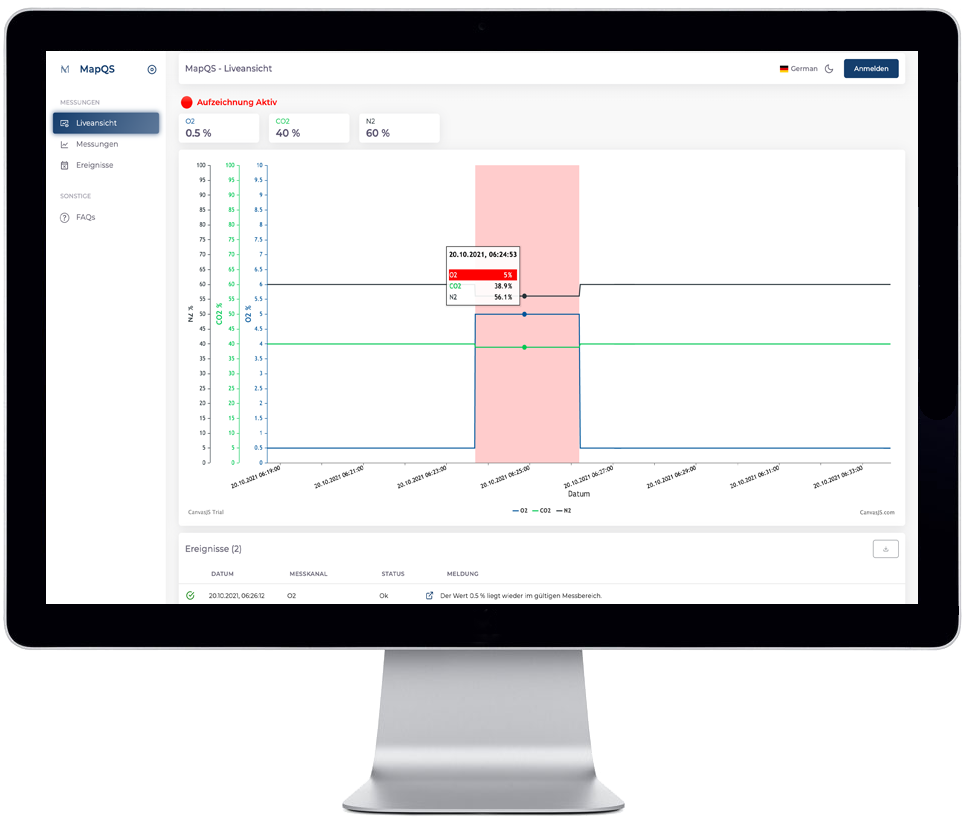 MapQS
MapQS - Liveansicht
German
Anmelden
MESSUNGEN
Liveansicht
Messungen
Ereignisse
SONSTIGE
FAQs
Aufzeichnung Aktiv
O2
0.5 %
CO2
40 %
N2
60 %
100
95
90
85
80
75
70
65
60
55
50
45
40
35
30
25
20
15
10
5
0
N2 %
100
95
90
85
80
75
70
65
60
55
50
45
40
35
30
25
20
15
10
5
0
CO2 %
10
9.5
9
8.5
8
7.5
7
6.5
6
5.5
5
4.5
4
3.5
3
2.5
2
1.5
1
0.5
0
O2 %
20.10.2021, 06:24:53
O2 5%
CO2 38.9%
N2 56.1%
20.10.2021 06:19:00
20.10.2021 06:21:00
20.10.2021 06:23:00
20.10.2021 06:25:00
20.10.2021 06:27:00
20.10.2021 06:29:00
20.10.2021 06:31:00
20.10.2021 06:33:00
Datum
CanvasJS Trial
O2 CO2 N2
CanvasJS.com
Ereignisse (2)
DATUM MESSKANAL STATUS MELDUNG
20.10.2021, 06:26:12 O2 Ok Der Wert 0.5 % liegt wieder im gültigen Messbereich.